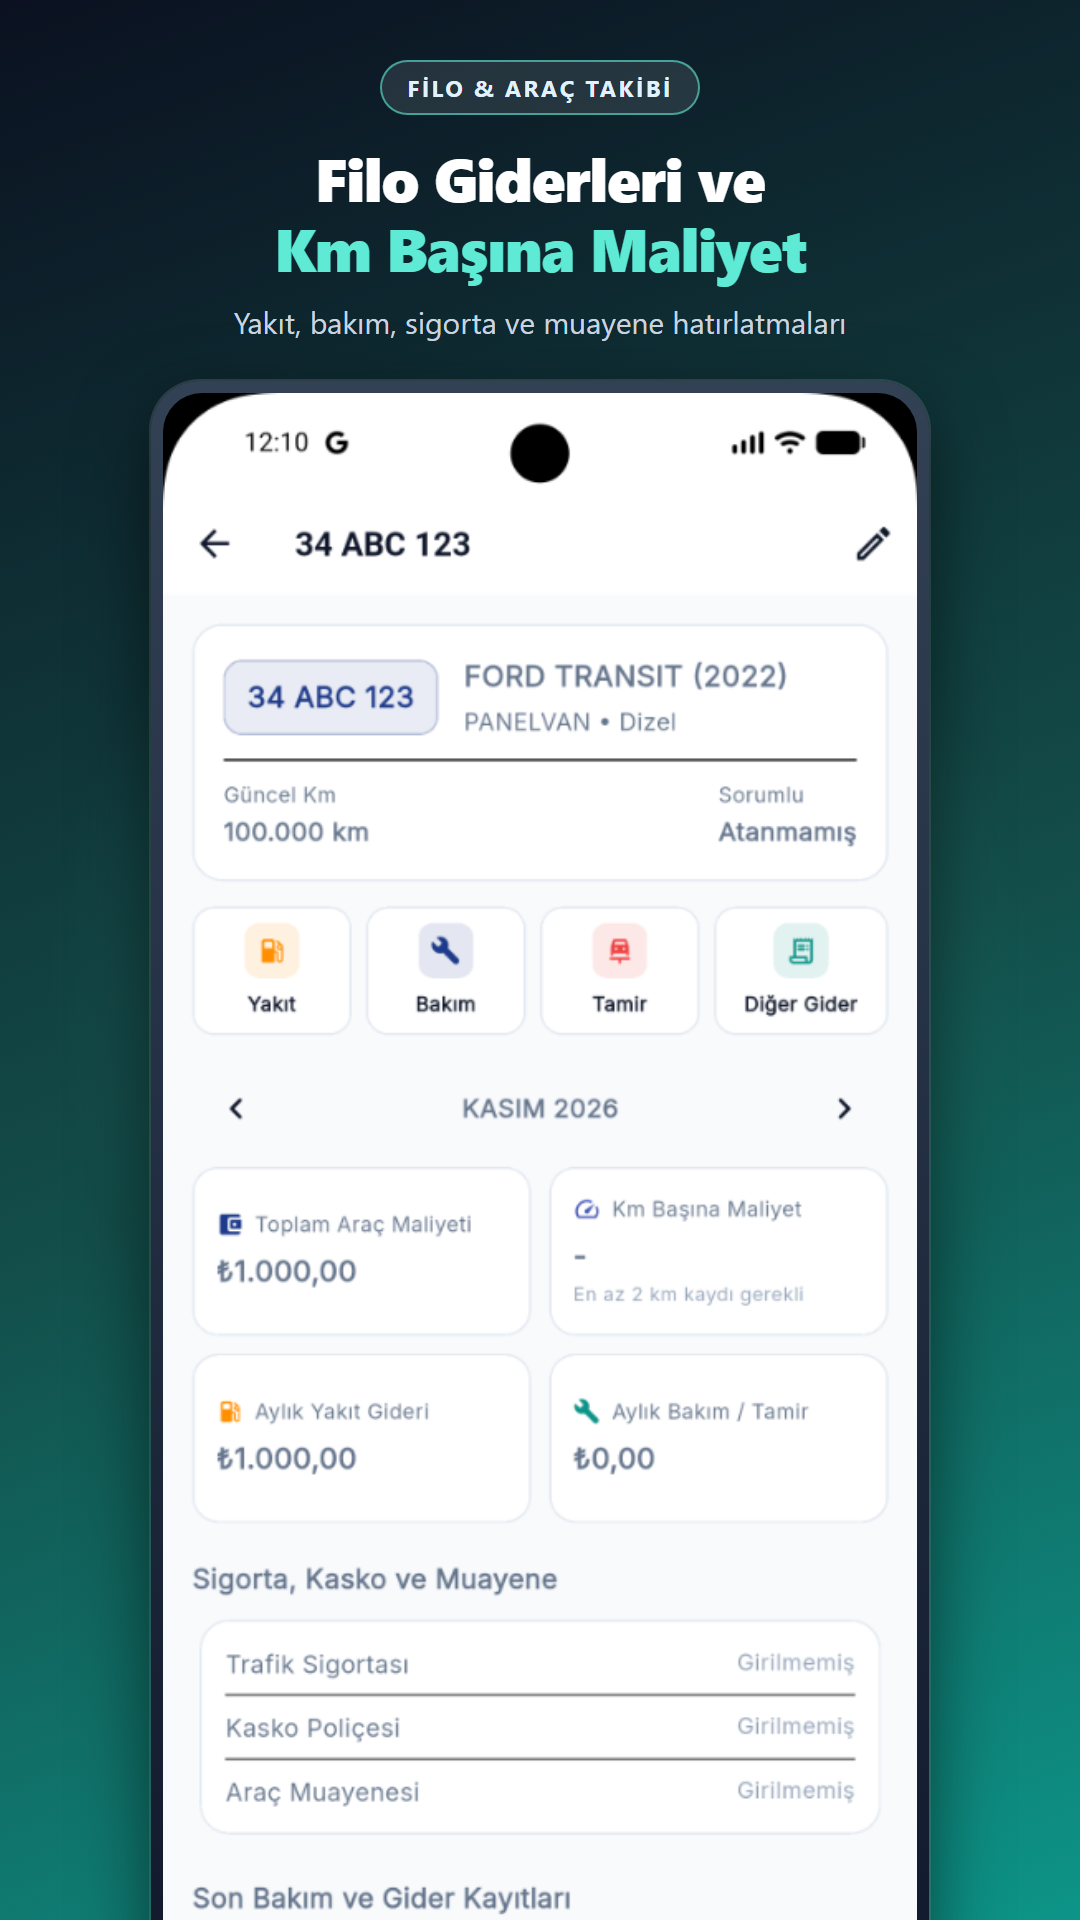 FİLO & ARAÇ TAKİBİ
Filo Giderleri ve
Km Başına Maliyet
Yakıt, bakım, sigorta ve muayene hatırlatmaları
12:10 G
34 ABC 123
34 ABC 123
FORD TRANSIT (2022)
PANELVAN • Dizel
Güncel Km
100.000 km
Sorumlu
Atanmamış
Yakıt
Bakım
Tamir
Diğer Gider
KASIM 2026
Toplam Araç Maliyeti
₺1.000,00
Km Başına Maliyet
-
En az 2 km kaydı gerekli
Aylık Yakıt Gideri
₺1.000,00
Aylık Bakım / Tamir
₺0,00
Sigorta, Kasko ve Muayene
Trafik Sigortası Girilmemiş
Kasko Poliçesi Girilmemiş
Araç Muayenesi Girilmemiş
Son Bakım ve Gider Kayıtları